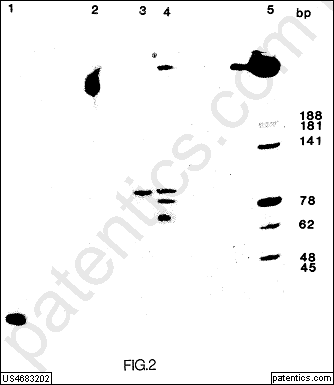 1 2 3 4 5 bp
188
181
141
78
62
48
45
patentics.com
FIG.2
US4683202
patentics.com